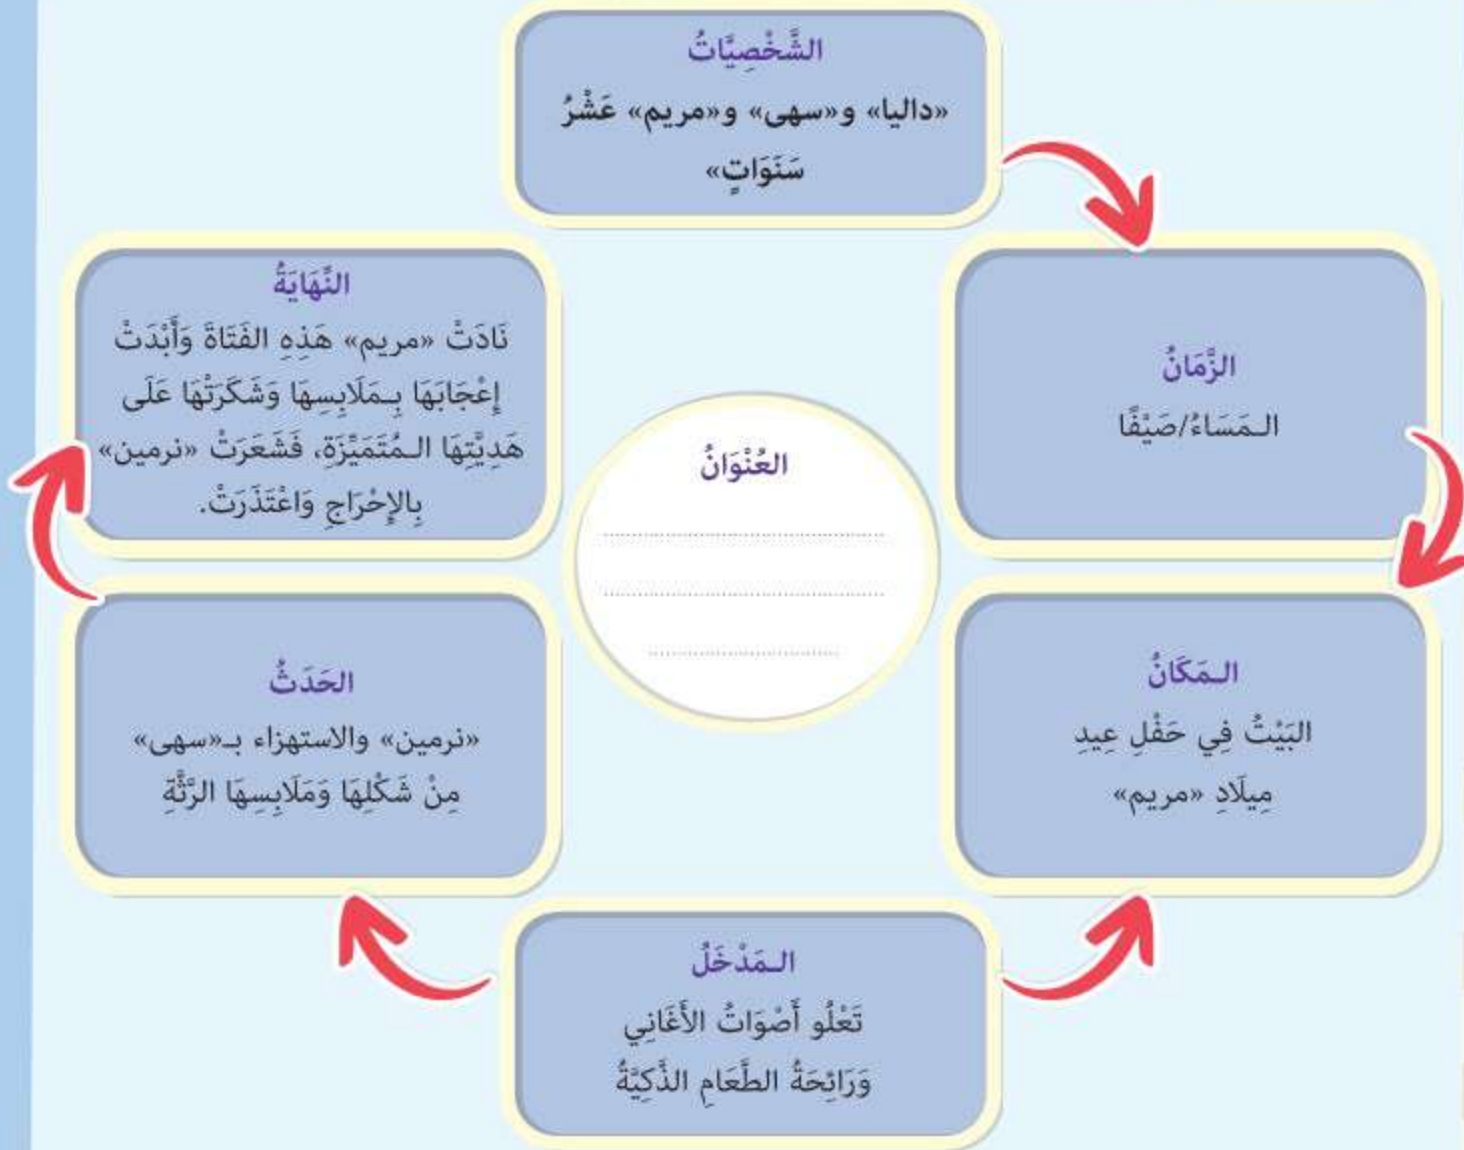 الشَّخْصِيَّاتُ
«داليا» و«سهى» و«مريم» عَشْرُ
سَنَوَاتٍ»
الزَّمَانُ
الـمَسَاءُ/صَيْفًا
الـمَكَانُ
البَيْتُ فِي حَفْلِ عِيدِ
مِيلَادِ «مريم»
الـمَدْخَلُ
تَعْلُو أَصْوَاتُ الأَغَانِي
وَرَائِحَةُ الطَّعَامِ الذَّكِيَّةُ
الحَدَثُ
«نرمين» والاستهزاء بـ«سهى»
مِنْ شَكْلِهَا وَمَلَابِسِهَا الرَّثَّةِ
النِّهَايَةُ
نَادَتْ «مريم» هَذِهِ الفَتَاةَ وَأَبْدَتْ
إِعْجَابَهَا بِـمَلَابِسِهَا وَشَكَرَتْهَا عَلَى
هَدِيَّتِهَا الـمُتَمَيِّزَةِ، فَشَعَرَتْ «نرمين»
بِالإِحْرَاجِ وَاعْتَذَرَتْ.
العُنْوَانُ